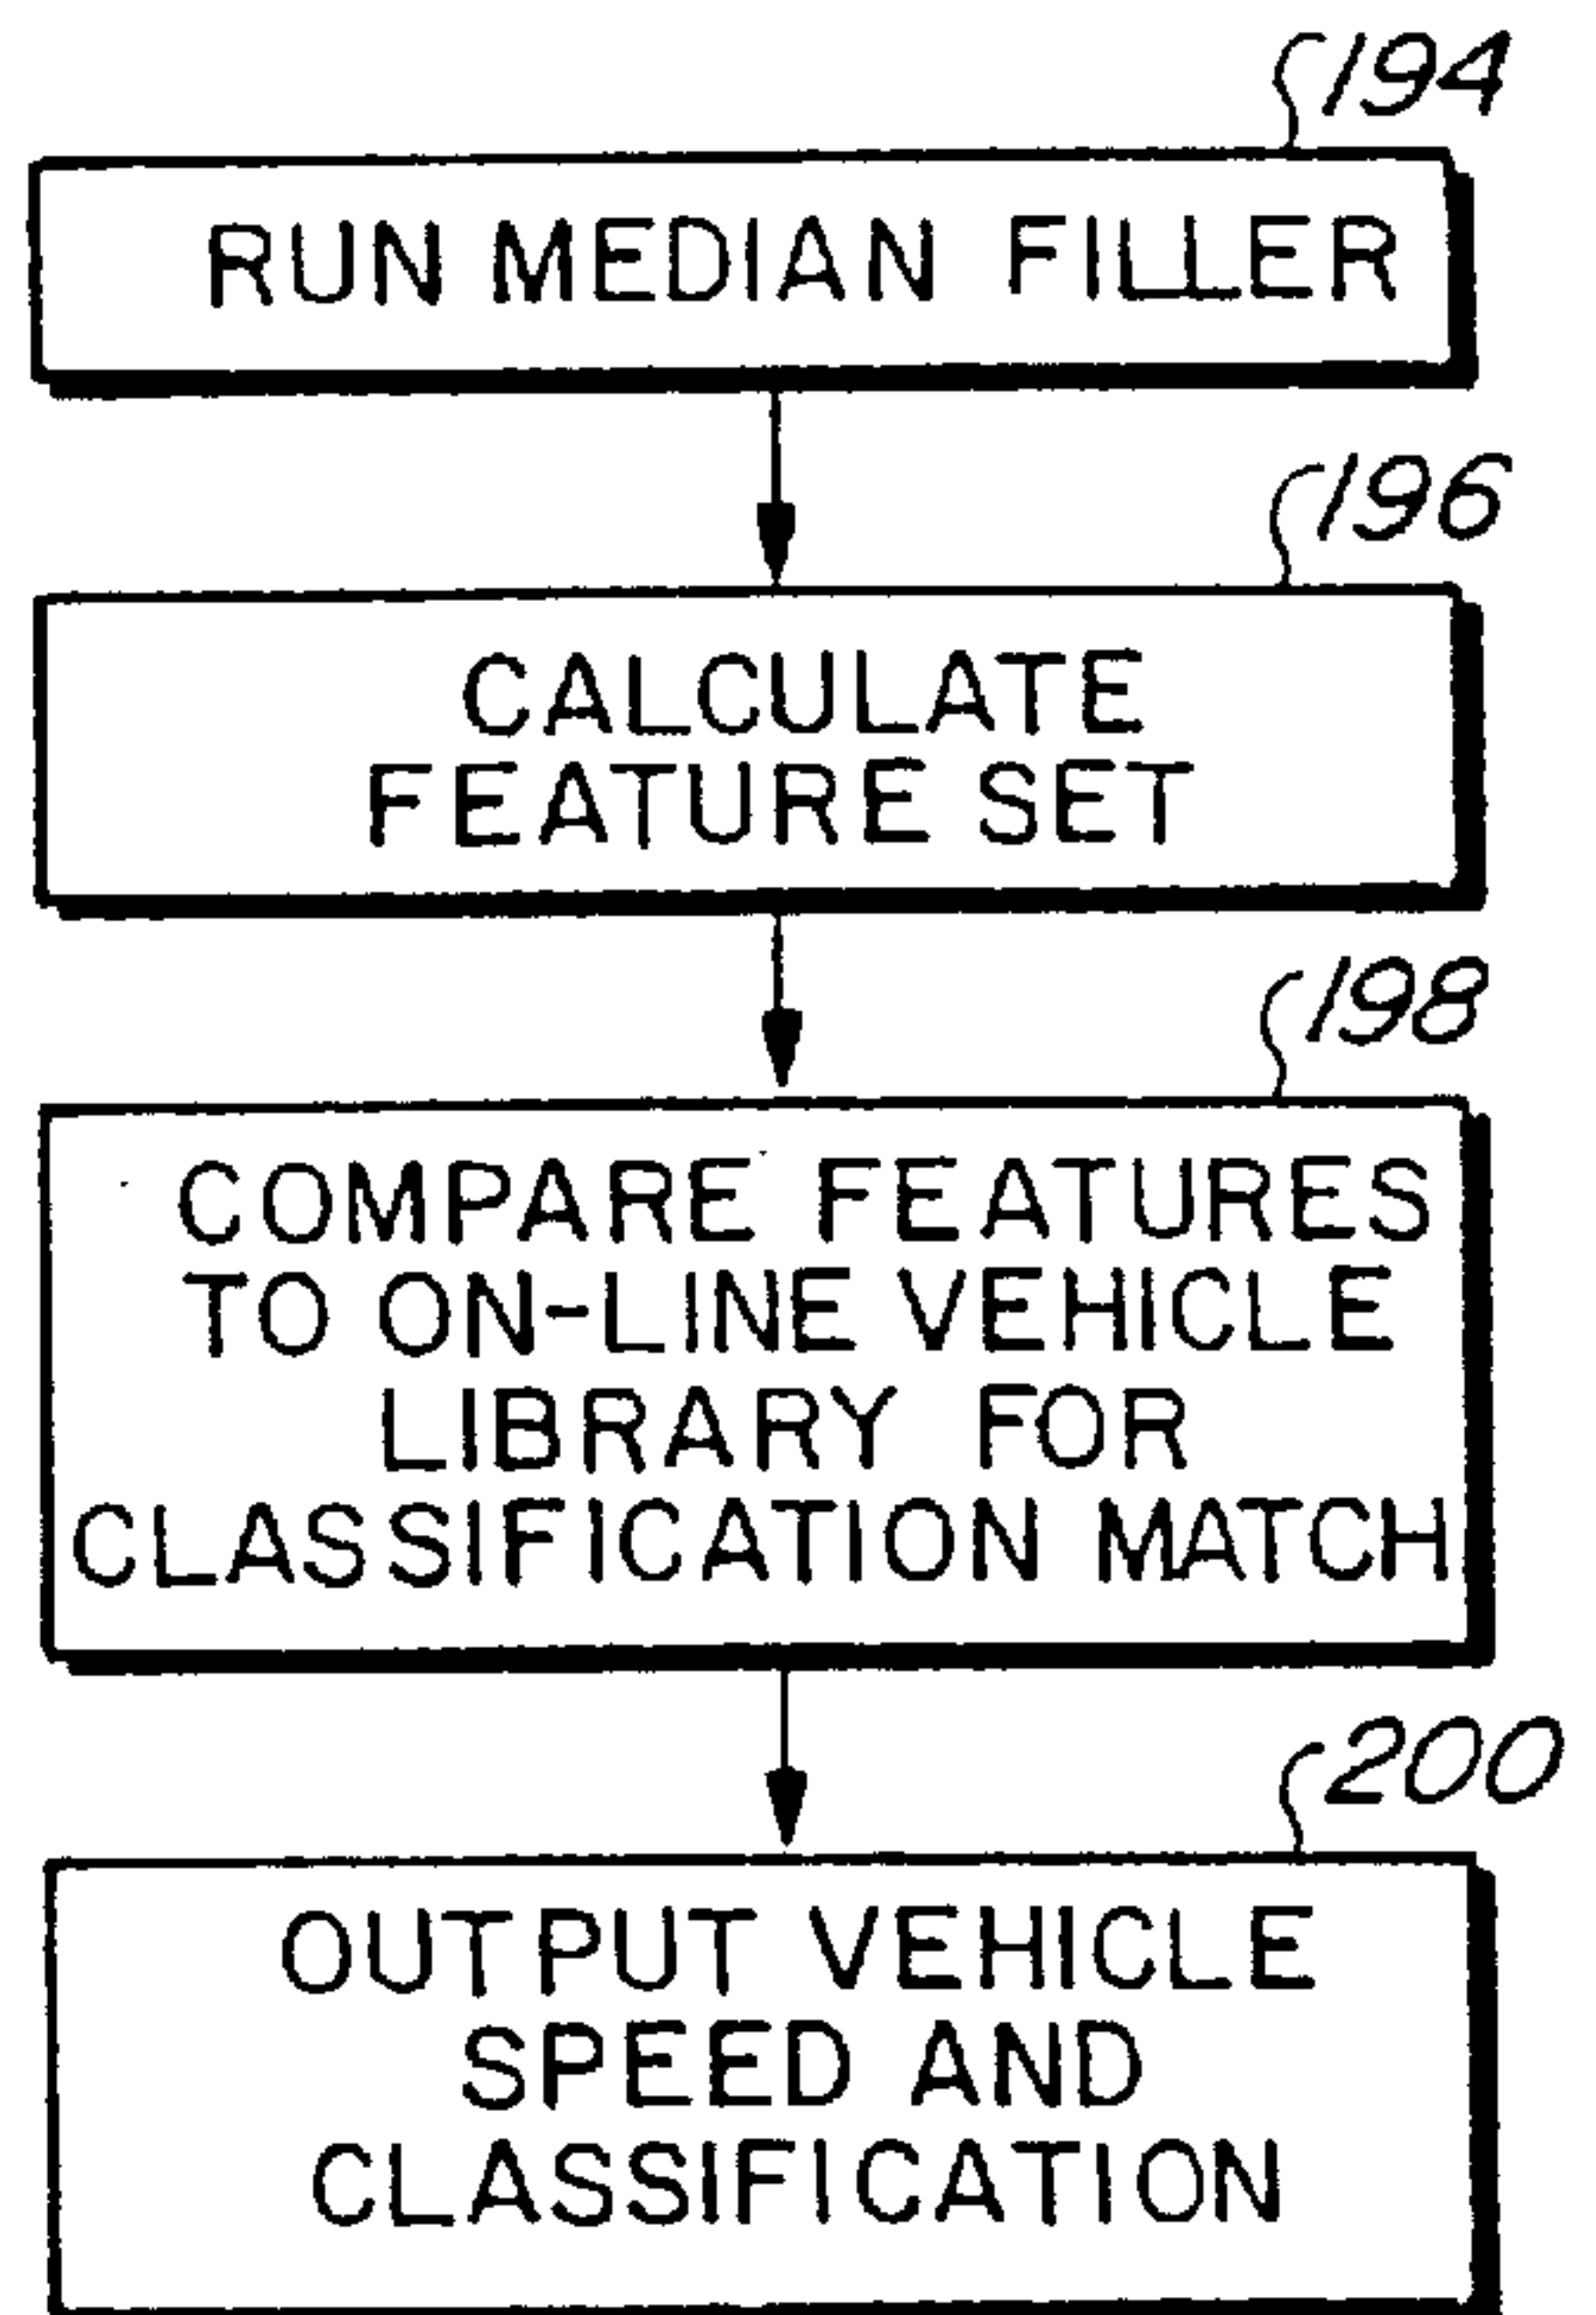 194
RUN MEDIAN FILLER
196
CALCULATE
FEATURE SET
198
COMPARE FEATURES
TO ON-LINE VEHICLE
LIBRARY FOR
CLASSIFICATION MATCH
200
OUTPUT VEHICLE
SPEED AND
CLASSIFICATION